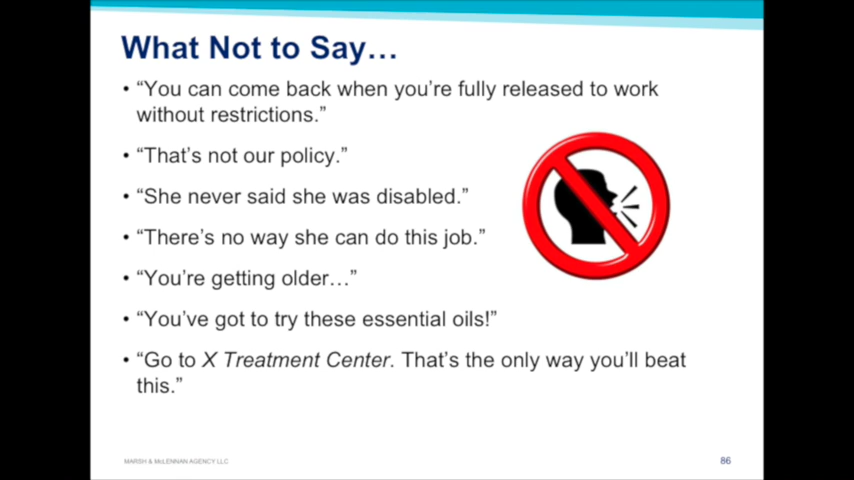 What Not to Say…
• “You can come back when you’re fully released to work
without restrictions.”
• “That’s not our policy.”
• “She never said she was disabled.”
• “There’s no way she can do this job.”
• “You’re getting older…”
• “You’ve got to try these essential oils!”
• “Go to X Treatment Center. That’s the only way you’ll beat
this.”
MARSH & McLENNAN AGENCY LLC
86